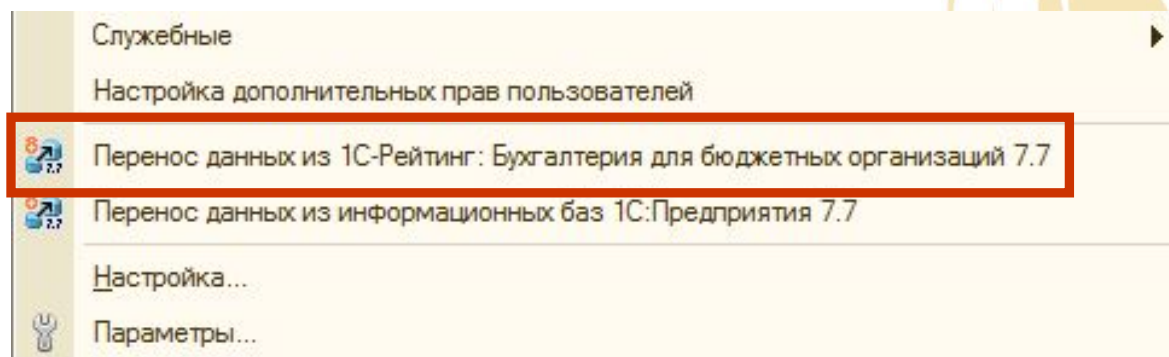 Служебные
Настройка дополнительных прав пользователей
Перенос данных из 1С-Рейтинг: Бухгалтерия для бюджетных организаций 7.7
Перенос данных из информационных баз 1С:Предприятия 7.7
Настройка...
Параметры...